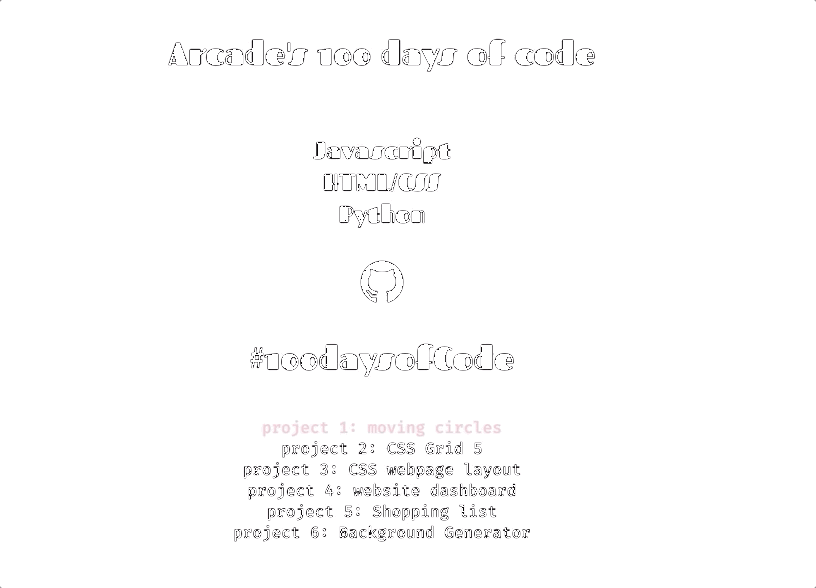 Arcade's 100 days of code
Javascript
HTML/CSS
Python
#100daysofCode
project 1: moving circles
project 2: CSS Grid 5
project 3: CSS webpage layout
project 4: website dashboard
project 5: Shopping list
project 6: Background Generator